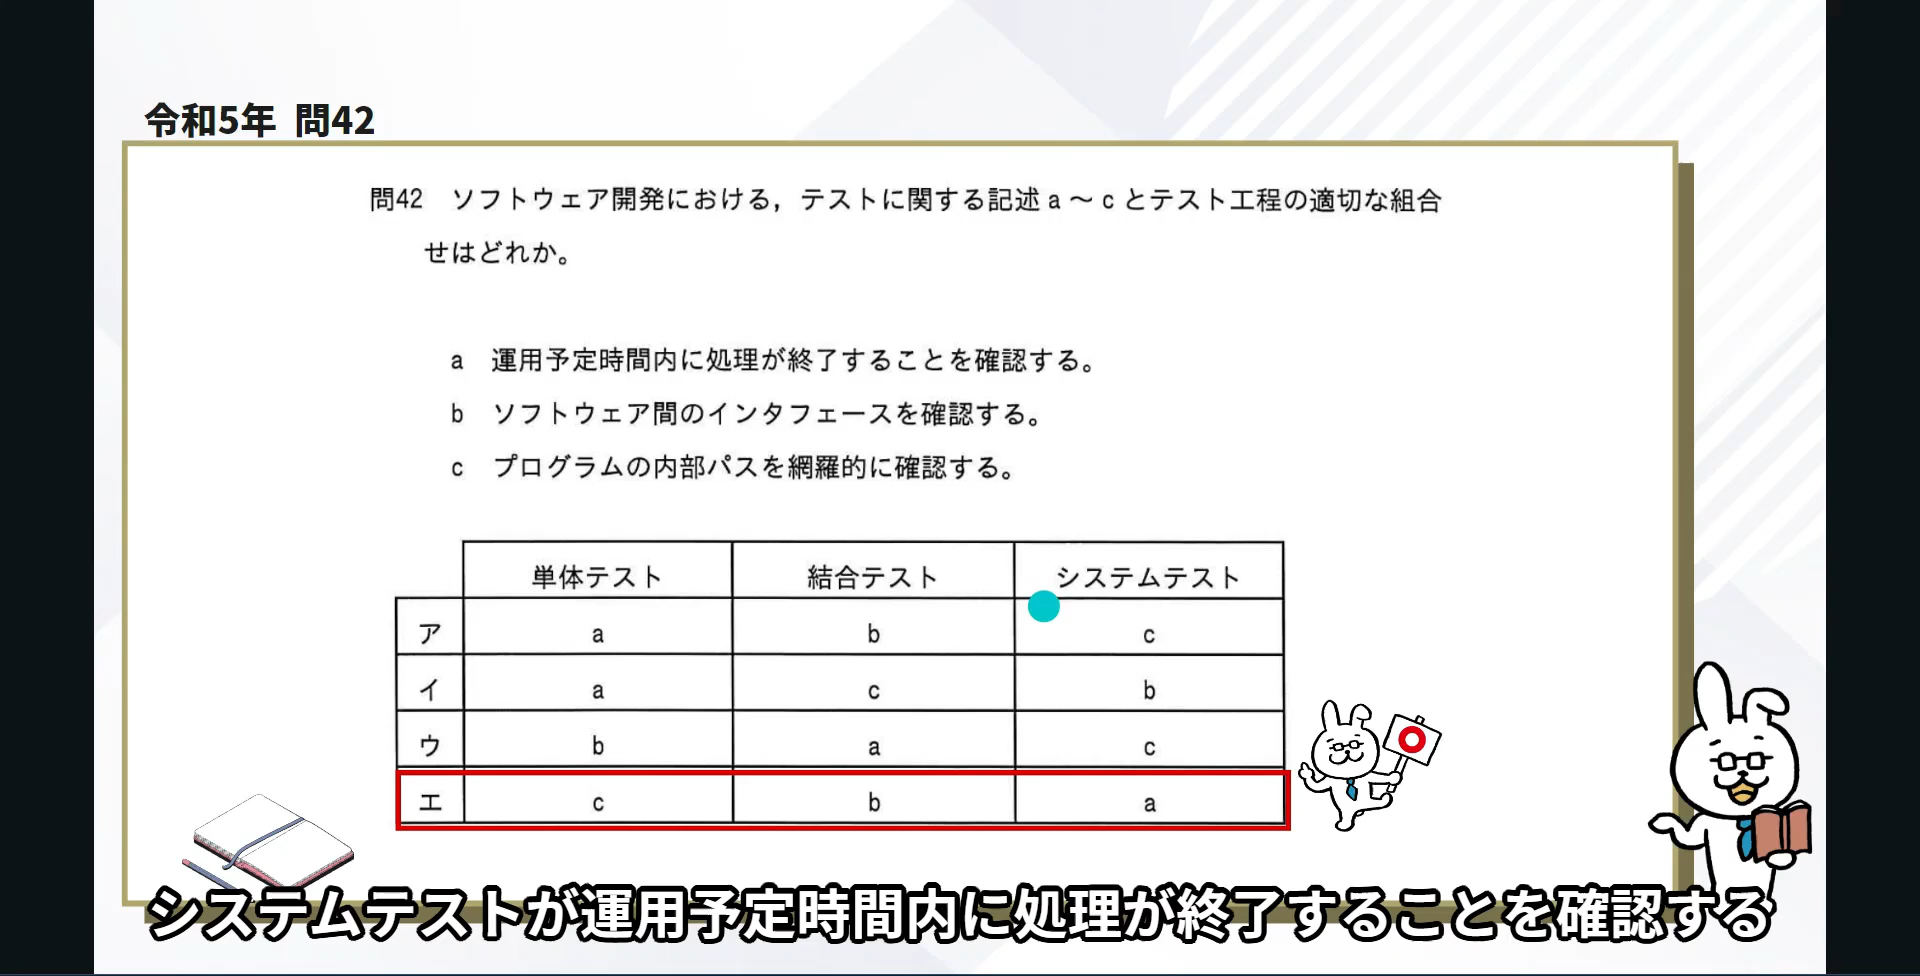 令和5年 問42
問42 ソフトウェア開発における，テストに関する記述 a ～ c とテスト工程の適切な組合
せはどれか。
a 運用予定時間内に処理が終了することを確認する。
b ソフトウェア間のインタフェースを確認する。
c プログラムの内部パスを網羅的に確認する。
単体テスト 結合テスト システムテスト
ア a b c
イ a c b
ウ b a c
エ c b a
システムテストが運用予定時間内に処理が終了することを確認する